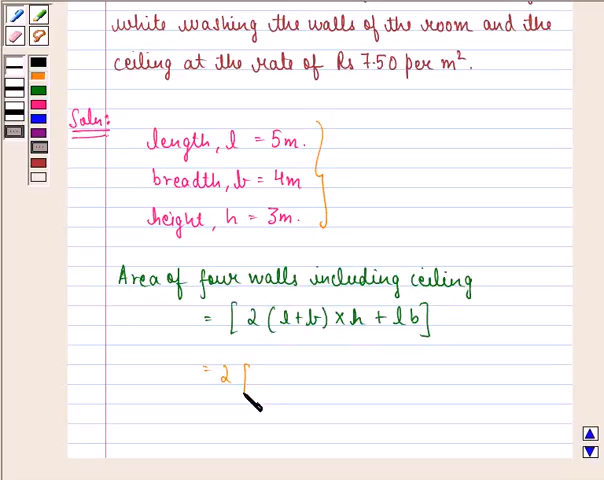 white washing the walls of the room and the
ceiling at the rate of Rs 7.50 per m².
Soln:
length, l = 5m.
breadth, b = 4m
height, h = 3m.
Area of four walls including ceiling
= [ 2 ( l + b ) × h + l b ]
= 2 [